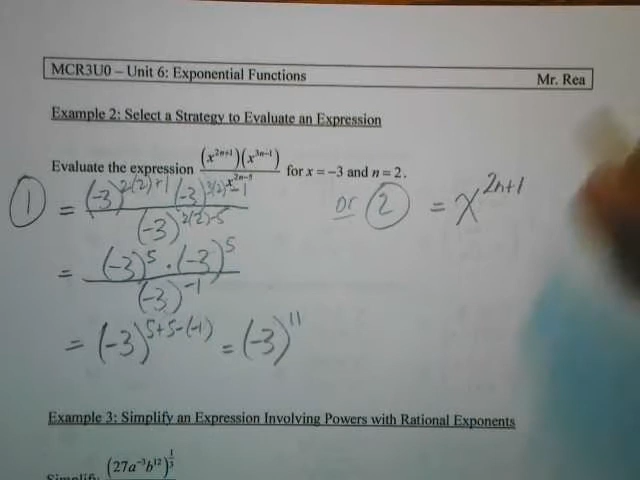 MCR3U0 – Unit 6: Exponential Functions
Mr. Rea
Example 2: Select a Strategy to Evaluate an Expression
Evaluate the expression (x^{2n+1})(x^{3n−1}) / x^{2n−5} for x = −3 and n = 2.
① = (-3)^{2(2)+1} (-3)^{3(2)-1} / (-3)^{2(2)-5}
or ② = x^{2n+1}
= (-3)^5 · (-3)^5 / (-3)^{-1}
= (-3)^{5+5-(-1)} = (-3)^{11}
Example 3: Simplify an Expression Involving Powers with Rational Exponents
Simplify (27a^{−3}b^{12})^{1/3}